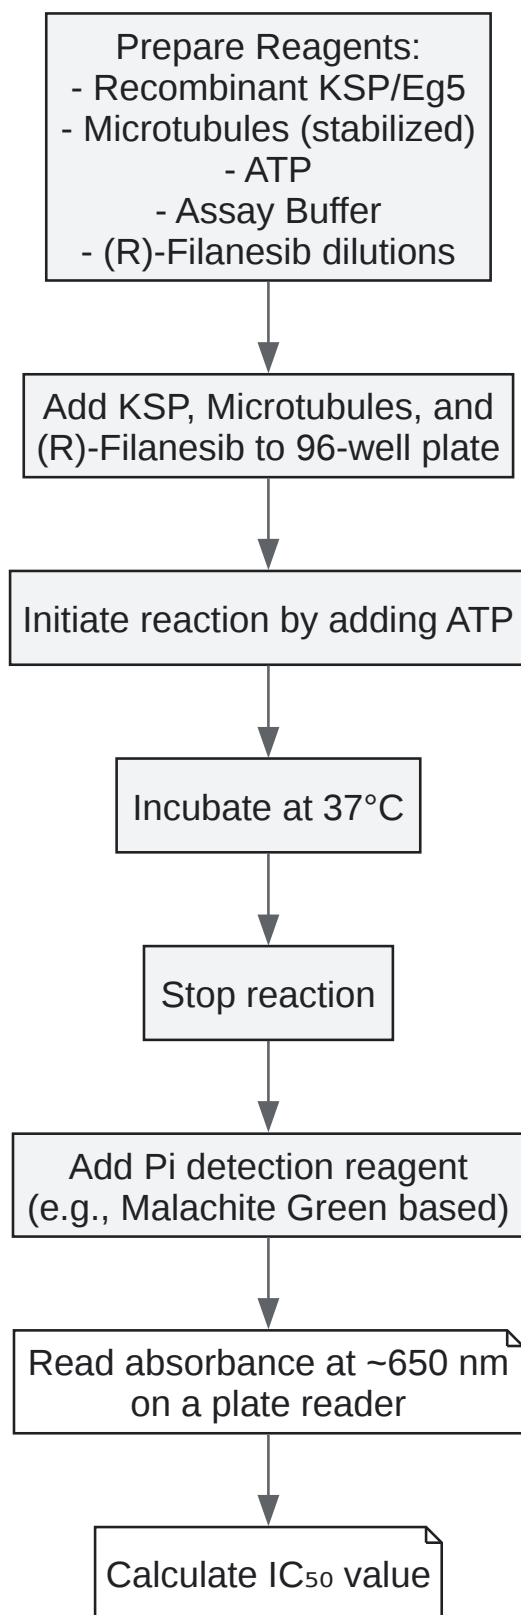 Prepare Reagents:
- Recombinant KSP/Eg5
- Microtubules (stabilized)
- ATP
- Assay Buffer
- (R)-Filanesib dilutions
Add KSP, Microtubules, and
(R)-Filanesib to 96-well plate
Initiate reaction by adding ATP
Incubate at 37°C
Stop reaction
Add Pi detection reagent
(e.g., Malachite Green based)
Read absorbance at ~650 nm
on a plate reader
Calculate IC₅₀ value